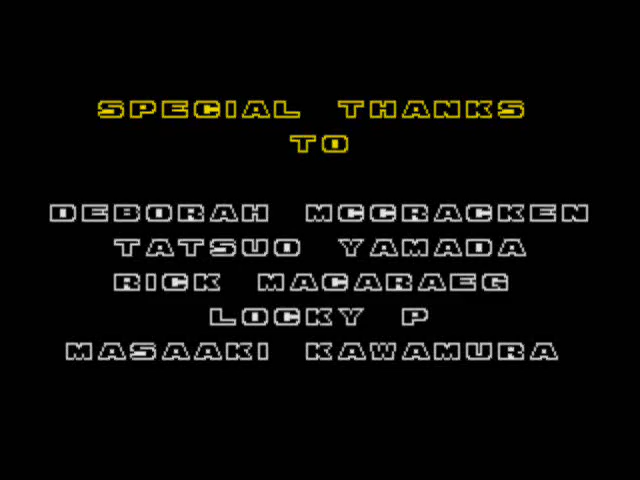 SPECIAL THANKS
TO
DEBORAH MCCRACKEN
TATSUO YAMADA
RICK MACARAEG
LOCKY P
MASAAKI KAWAMURA